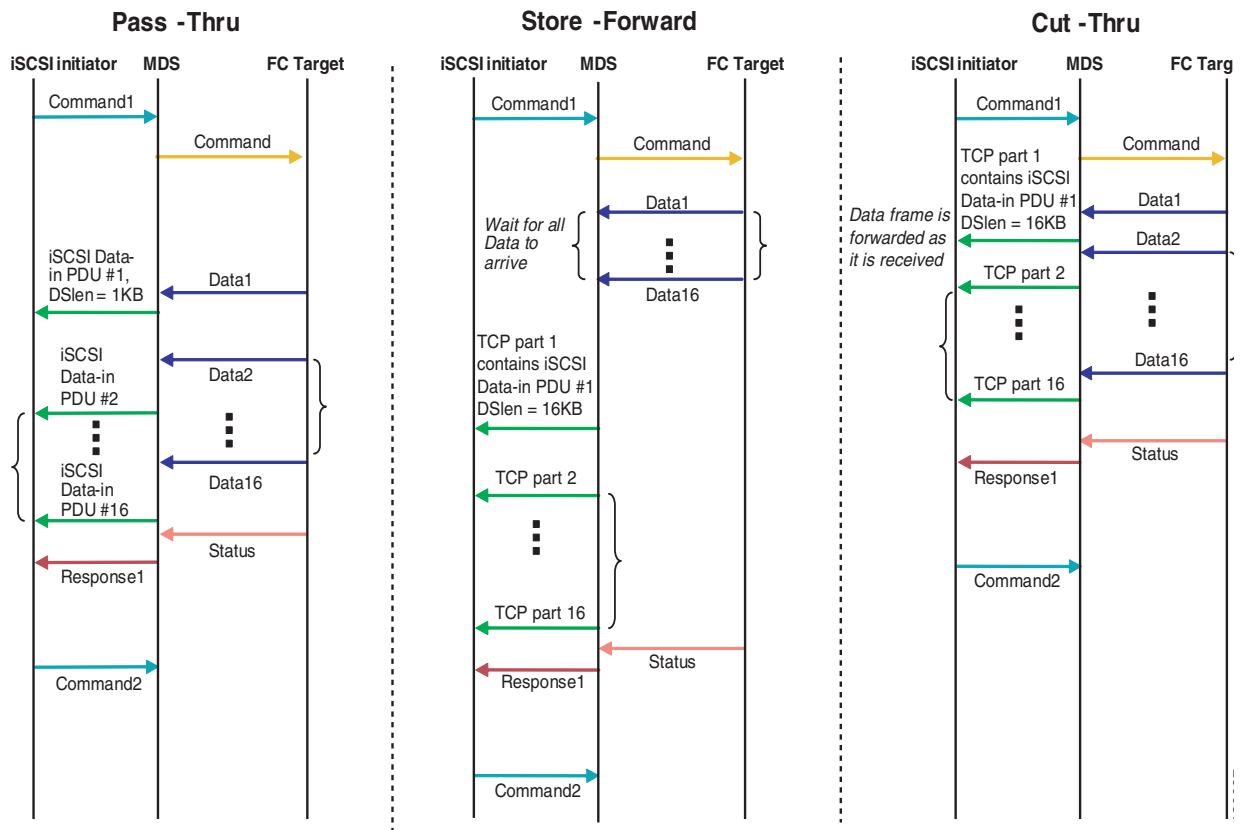 Pass -Thru
iSCSI initiator MDS FC Target
Command1
Command
iSCSI Data-
in PDU #1,
DSlen = 1KB
Data1
iSCSI
Data-in
PDU #2
Data2
iSCSI
Data-in
PDU #16
Data16
Status
Response1
Command2
Store -Forward
iSCSI initiator MDS FC Target
Command1
Command
Data1
Wait for all
Data to
arrive
Data16
TCP part 1
contains iSCSI
Data-in PDU #1
DSlen = 16KB
TCP part 2
TCP part 16
Status
Response1
Command2
Cut -Thru
iSCSI initiator MDS FC Targ
Command1
Command
TCP part 1
contains iSCSI
Data-in PDU #1
DSlen = 16KB
Data1
Data frame is
forwarded as
it is received
Data2
TCP part 2
Data16
TCP part 16
Status
Response1
Command2